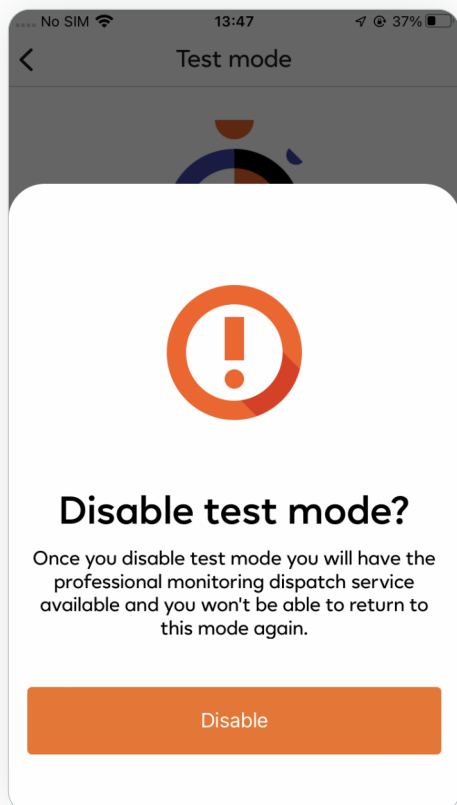 No SIM 13:47 37%
Test mode
Disable test mode?
Once you disable test mode you will have the
professional monitoring dispatch service
available and you won't be able to return to
this mode again.
Disable